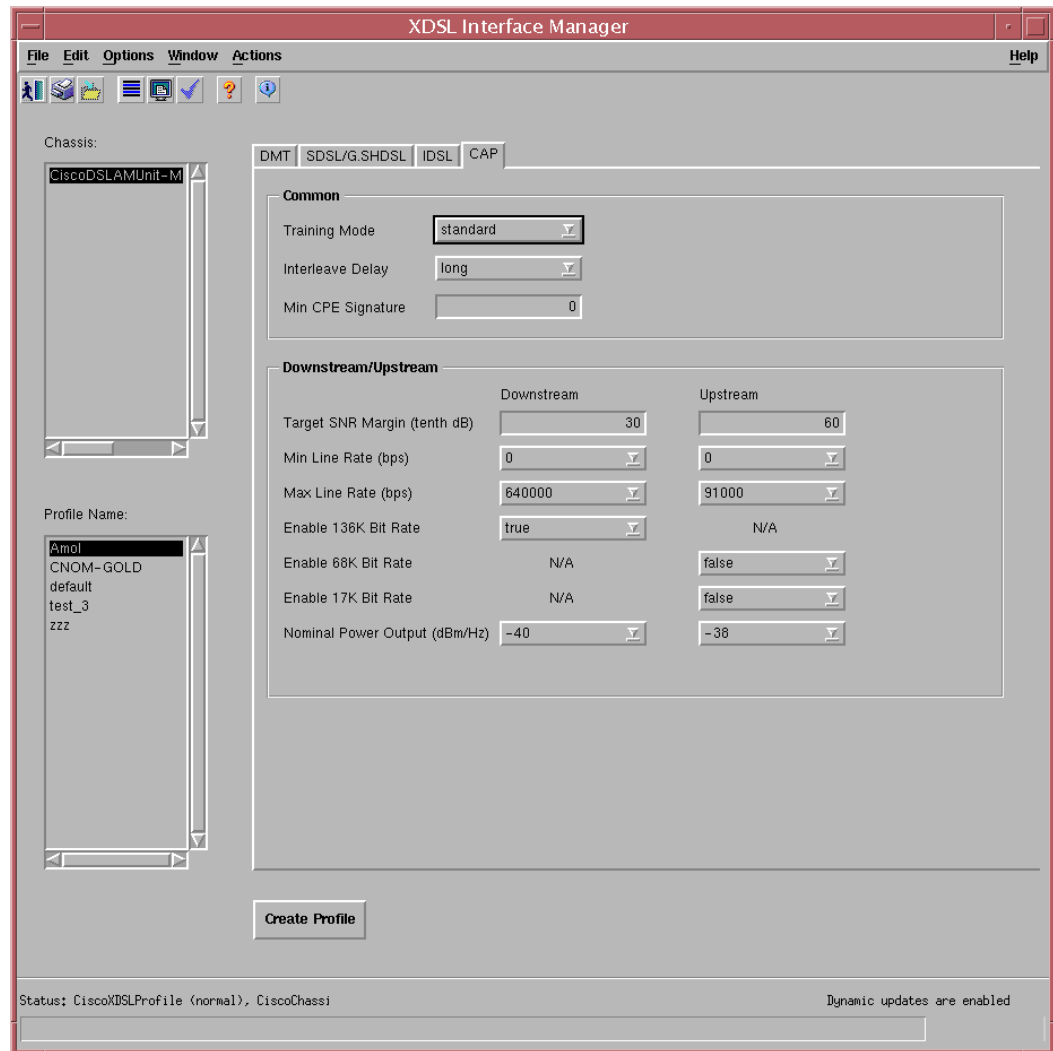 XDSL Interface Manager
File Edit Options Window Actions Help
Chassis:
CiscoDSLAMUnit-M
Profile Name:
Amol
CNOM-GOLD
default
test_3
zzz
DMT SDSL/G.SHDSL IDSL CAP
Common
Training Mode standard
Interleave Delay long
Min CPE Signature 0
Downstream/Upstream
Downstream Upstream
Target SNR Margin (tenth dB) 30 60
Min Line Rate (bps) 0 0
Max Line Rate (bps) 640000 91000
Enable 136K Bit Rate true N/A
Enable 68K Bit Rate N/A false
Enable 17K Bit Rate N/A false
Nominal Power Output (dBm/Hz) -40 -38
Create Profile
Status: CiscoXDSLProfile (normal), CiscoChassi Dynamic updates are enabled